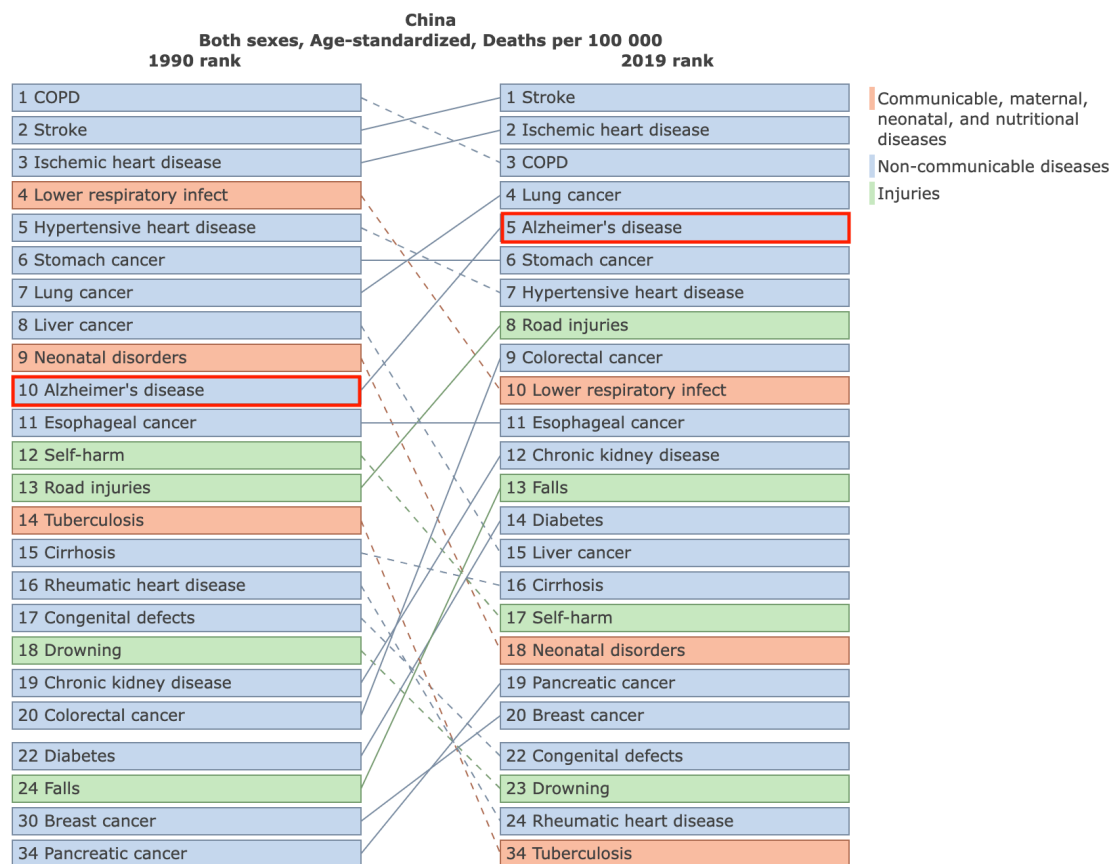 China
Both sexes, Age-standardized, Deaths per 100 000
1990 rank
2019 rank
1 COPD
2 Stroke
3 Ischemic heart disease
4 Lower respiratory infect
5 Hypertensive heart disease
6 Stomach cancer
7 Lung cancer
8 Liver cancer
9 Neonatal disorders
10 Alzheimer's disease
11 Esophageal cancer
12 Self-harm
13 Road injuries
14 Tuberculosis
15 Cirrhosis
16 Rheumatic heart disease
17 Congenital defects
18 Drowning
19 Chronic kidney disease
20 Colorectal cancer
22 Diabetes
24 Falls
30 Breast cancer
34 Pancreatic cancer
1 Stroke
2 Ischemic heart disease
3 COPD
4 Lung cancer
5 Alzheimer's disease
6 Stomach cancer
7 Hypertensive heart disease
8 Road injuries
9 Colorectal cancer
10 Lower respiratory infect
11 Esophageal cancer
12 Chronic kidney disease
13 Falls
14 Diabetes
15 Liver cancer
16 Cirrhosis
17 Self-harm
18 Neonatal disorders
19 Pancreatic cancer
20 Breast cancer
22 Congenital defects
23 Drowning
24 Rheumatic heart disease
34 Tuberculosis
Communicable, maternal,
neonatal, and nutritional
diseases
Non-communicable diseases
Injuries